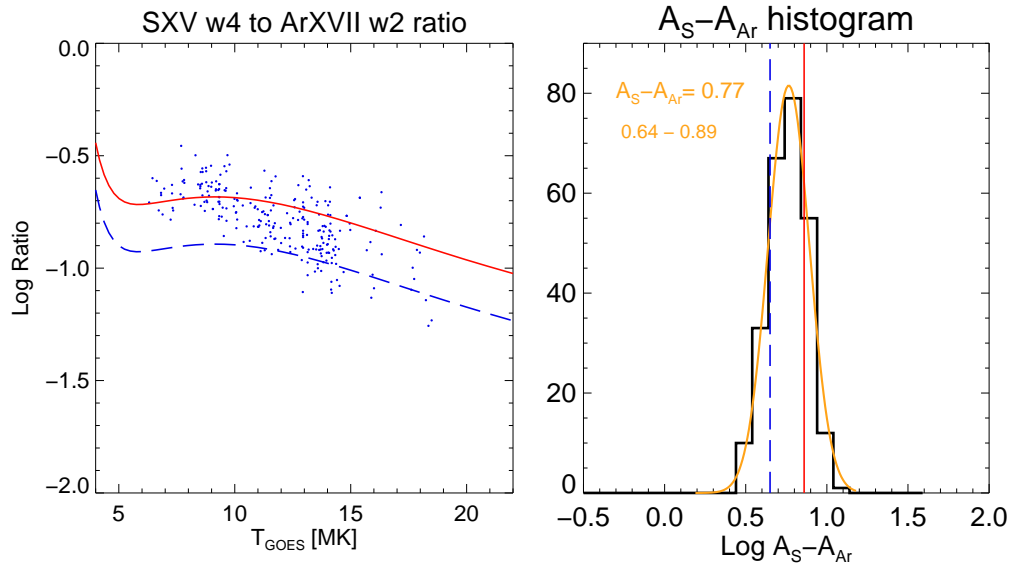 SXV w4 to ArXVII w2 ratio
0.0
−0.5
−1.0
−1.5
−2.0
Log Ratio
5 10 15 20
T_GOES [MK]
A_S−A_Ar histogram
A_S−A_Ar= 0.77
0.64 − 0.89
80
60
40
20
0
−0.5 0.0 0.5 1.0 1.5 2.0
Log A_S−A_Ar